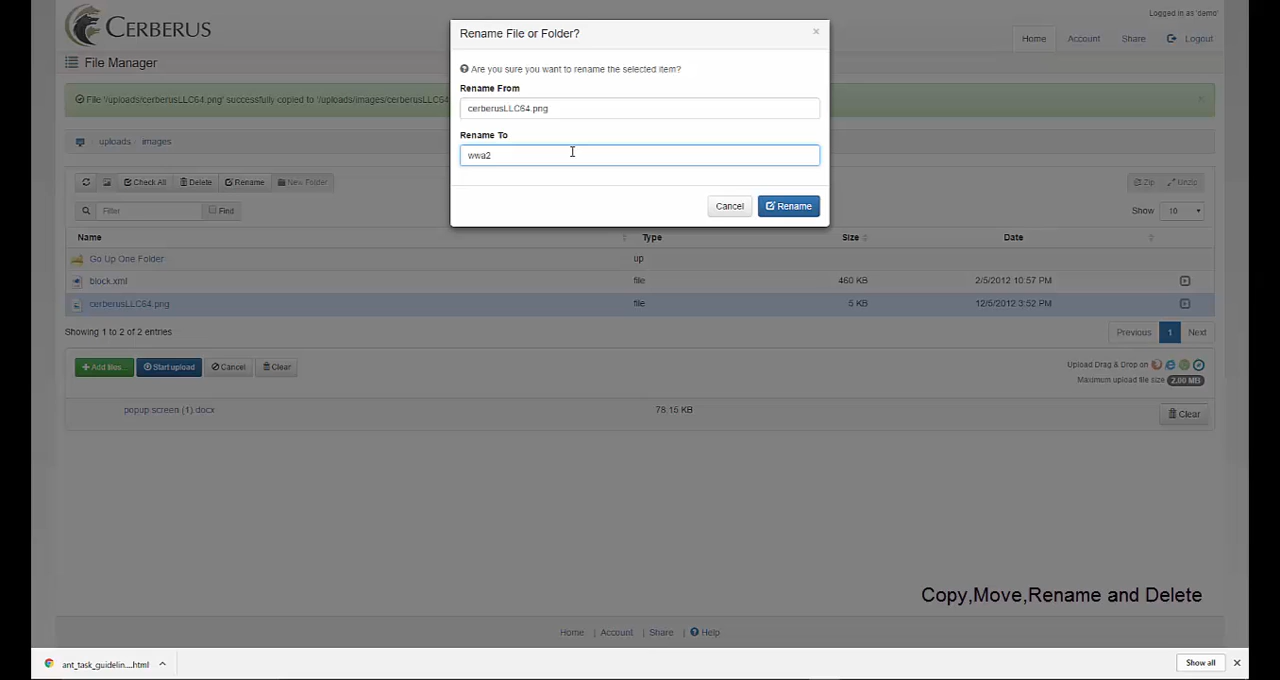 CERBERUS
Logged in as 'demo'
Home Account Share Logout
File Manager
Rename File or Folder? ×
Are you sure you want to rename the selected item?
Rename From
cerberusLLC64.png
Rename To
wwa2
Cancel Rename
File '/uploads/cerberusLLC64.png' successfully copied to '/uploads/images/cerberusLLC64
uploads images
Check All Delete Rename New Folder Zip Unzip
Filter Find Show 10
Name Type Size Date
Go Up One Folder up
block.xml file 460 KB 2/5/2012 10:57 PM
cerberusLLC64.png file 5 KB 12/5/2012 3:52 PM
Showing 1 to 2 of 2 entries Previous 1 Next
+ Add files... Start upload Cancel Clear Upload Drag & Drop on
Maximum upload file size 2.00 MB
popup screen (1).docx 78.15 KB Clear
Copy,Move,Rename and Delete
Home | Account | Share | Help
ant_task_guidelin....html Show all ×